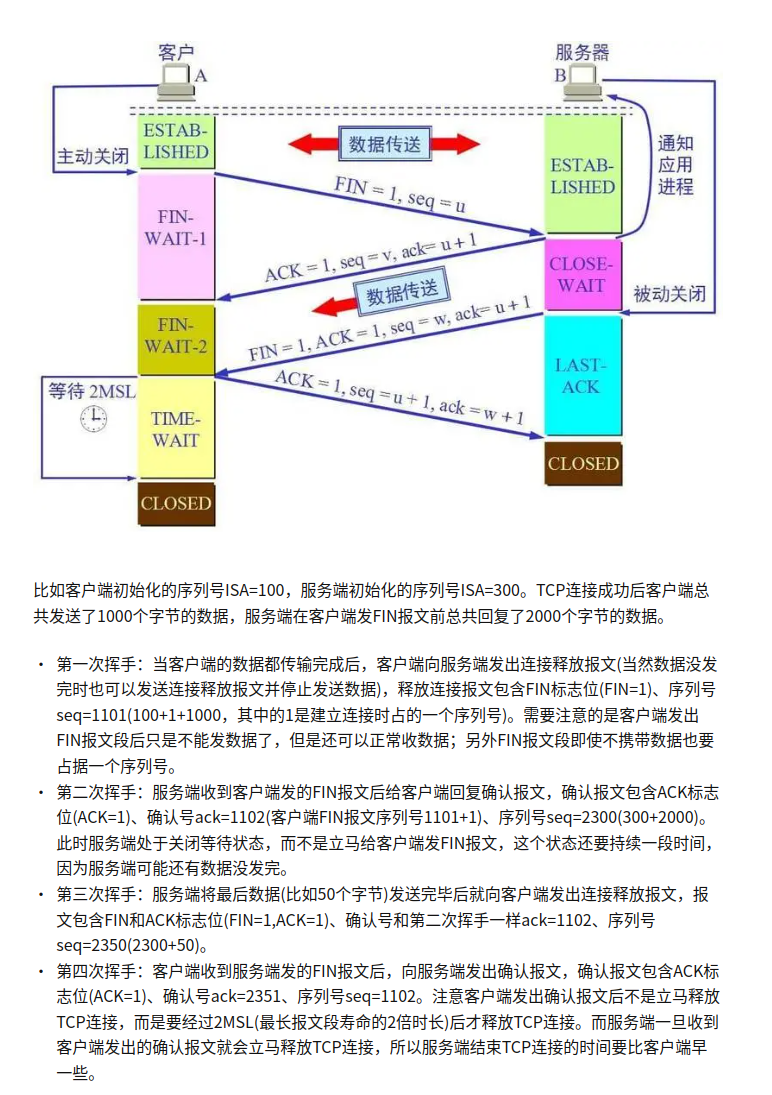 客户
服务器
A
B
ESTAB-
LISHED
数据传送
ESTAB-
LISHED
通知
应用
进程
主动关闭
FIN = 1, seq = u
FIN-
WAIT-1
ACK = 1, seq = v, ack= u + 1
CLOSE-
WAIT
数据传送
被动关闭
FIN-
WAIT-2
FIN = 1, ACK = 1, seq = w, ack= u + 1
LAST-
ACK
ACK = 1, seq = u + 1, ack = w + 1
等待 2MSL
TIME-
WAIT
CLOSED
CLOSED
比如客户端初始化的序列号ISA=100，服务端初始化的序列号ISA=300。TCP连接成功后客户端总
共发送了1000个字节的数据，服务端在客户端发FIN报文前总共回复了2000个字节的数据。
• 第一次挥手：当客户端的数据都传输完成后，客户端向服务端发出连接释放报文(当然数据没发
完时也可以发送连接释放报文并停止发送数据)，释放连接报文包含FIN标志位(FIN=1)、序列号
seq=1101(100+1+1000，其中的1是建立连接时占的一个序列号)。需要注意的是客户端发出
FIN报文段后只是不能发数据了，但是还可以正常收数据；另外FIN报文段即使不携带数据也要
占据一个序列号。
• 第二次挥手：服务端收到客户端发的FIN报文后给客户端回复确认报文，确认报文包含ACK标志
位(ACK=1)、确认号ack=1102(客户端FIN报文序列号1101+1)、序列号seq=2300(300+2000)。
此时服务端处于关闭等待状态，而不是立马给客户端发FIN报文，这个状态还要持续一段时间，
因为服务端可能还有数据没发完。
• 第三次挥手：服务端将最后数据(比如50个字节)发送完毕后就向客户端发出连接释放报文，报
文包含FIN和ACK标志位(FIN=1,ACK=1)、确认号和第二次挥手一样ack=1102、序列号
seq=2350(2300+50)。
• 第四次挥手：客户端收到服务端发的FIN报文后，向服务端发出确认报文，确认报文包含ACK标
志位(ACK=1)、确认号ack=2351、序列号seq=1102。注意客户端发出确认报文后不是立马释放
TCP连接，而是要经过2MSL(最长报文段寿命的2倍时长)后才释放TCP连接。而服务端一旦收到
客户端发出的确认报文就会立马释放TCP连接，所以服务端结束TCP连接的时间要比客户端早
一些。